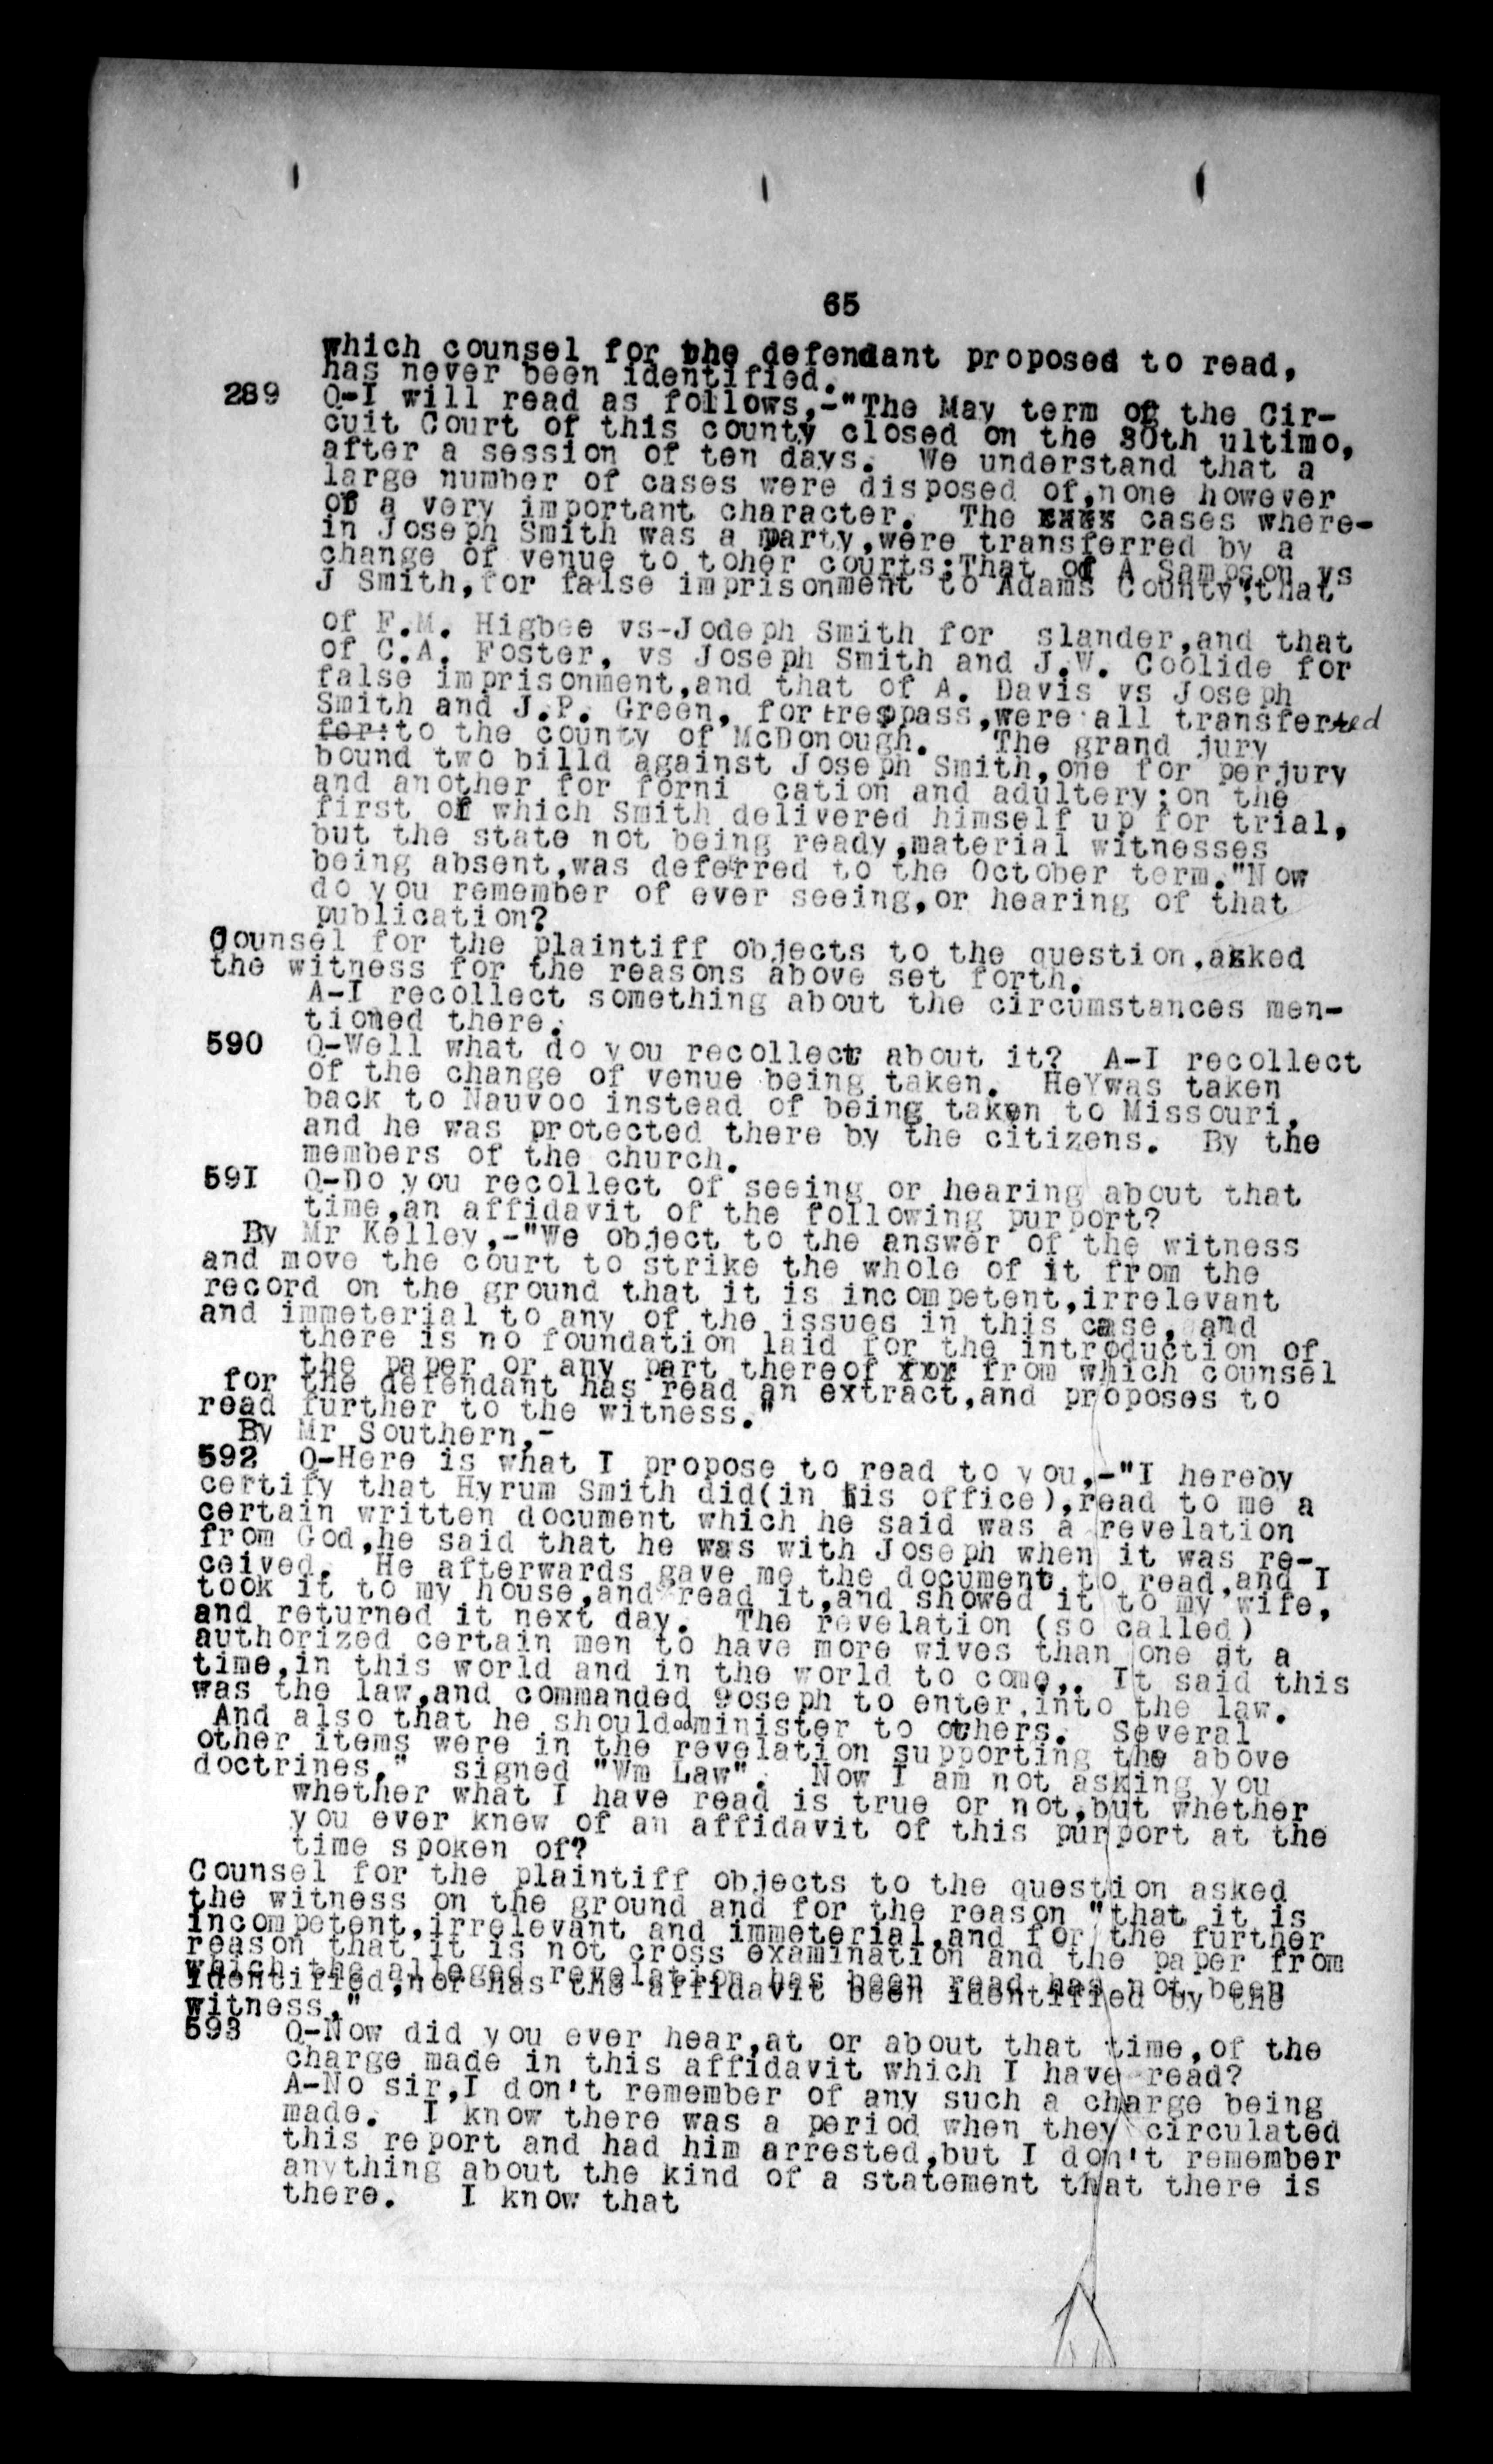 65
which counsel for the defendant proposed to read,
has never been identified.
289 Q-I will read as follows,-"The May term of the Cir-
cuit Court of this county closed on the 30th ultimo,
after a session of ten days. We understand that a
large number of cases were disposed of,none however
of a very important character. The cases where-
in Joseph Smith was a party,were transferred by a
change of venue to toher courts:That of A Sampson vs
J Smith,for false imprisonment to Adams County";that
of F.M. Higbee vs-Jodeph Smith for slander,and that
of C.A. Foster, vs Joseph Smith and J.W. Coolide for
false imprisonment,and that of A. Davis vs Joseph
Smith and J.P. Green, for trespass,were all transferred
fer:to the county of McDonough. The grand jury
bound two billd against Joseph Smith,one for perjury
and another for forni cation and adultery;on the
first of which Smith delivered himself up for trial,
but the state not being ready,material witnesses
being absent,was deferred to the October term."Now
do you remember of ever seeing,or hearing of that
publication?
Counsel for the plaintiff objects to the question,asked
the witness for the reasons above set forth.
A-I recollect something about the circumstances men-
tioned there.
590 Q-Well what do you recollect about it? A-I recollect
of the change of venue being taken. He was taken
back to Nauvoo instead of being taken to Missouri,
and he was protected there by the citizens. By the
members of the church.
591 Q-Do you recollect of seeing or hearing about that
time,an affidavit of the following purport?
By Mr Kelley,-"We object to the answer of the witness
and move the court to strike the whole of it from the
record on the ground that it is incompetent,irrelevant
and immeterial to any of the issues in this case, and
there is no foundation laid for the introduction of
the paper or any part thereof from which counsel
for the defendant has read an extract,and proposes to
read further to the witness."
By Mr Southern,-
592 Q-Here is what I propose to read to you,-"I hereby
certify that Hyrum Smith did(in his office),read to me a
certain written document which he said was a revelation
from God,he said that he was with Joseph when it was re-
ceived. He afterwards gave me the document to read,and I
took it to my house,and read it,and showed it to my wife,
and returned it next day. The revelation (so called)
authorized certain men to have more wives than one at a
time,in this world and in the world to come,. It said this
was the law,and commanded Joseph to enter,into the law.
And also that he should administer to others. Several
other items were in the revelation supporting the above
doctrines." signed "Wm Law". Now I am not asking you
whether what I have read is true or not,but whether
you ever knew of an affidavit of this purport at the
time spoken of?
Counsel for the plaintiff objects to the question asked
the witness on the ground and for the reason "that it is
incompetent,irrelevant and immeterial,and for the further
reason that it is not cross examination and the paper from
which the alleged revelation has been read has not been
identified,nor has the affidavit been identified by the
witness."
593 Q-Now did you ever hear,at or about that time,of the
charge made in this affidavit which I have read?
A-No sir,I don't remember of any such a charge being
made. I know there was a period when they circulated
this report and had him arrested,but I don't remember
anything about the kind of a statement that there is
there. I know that